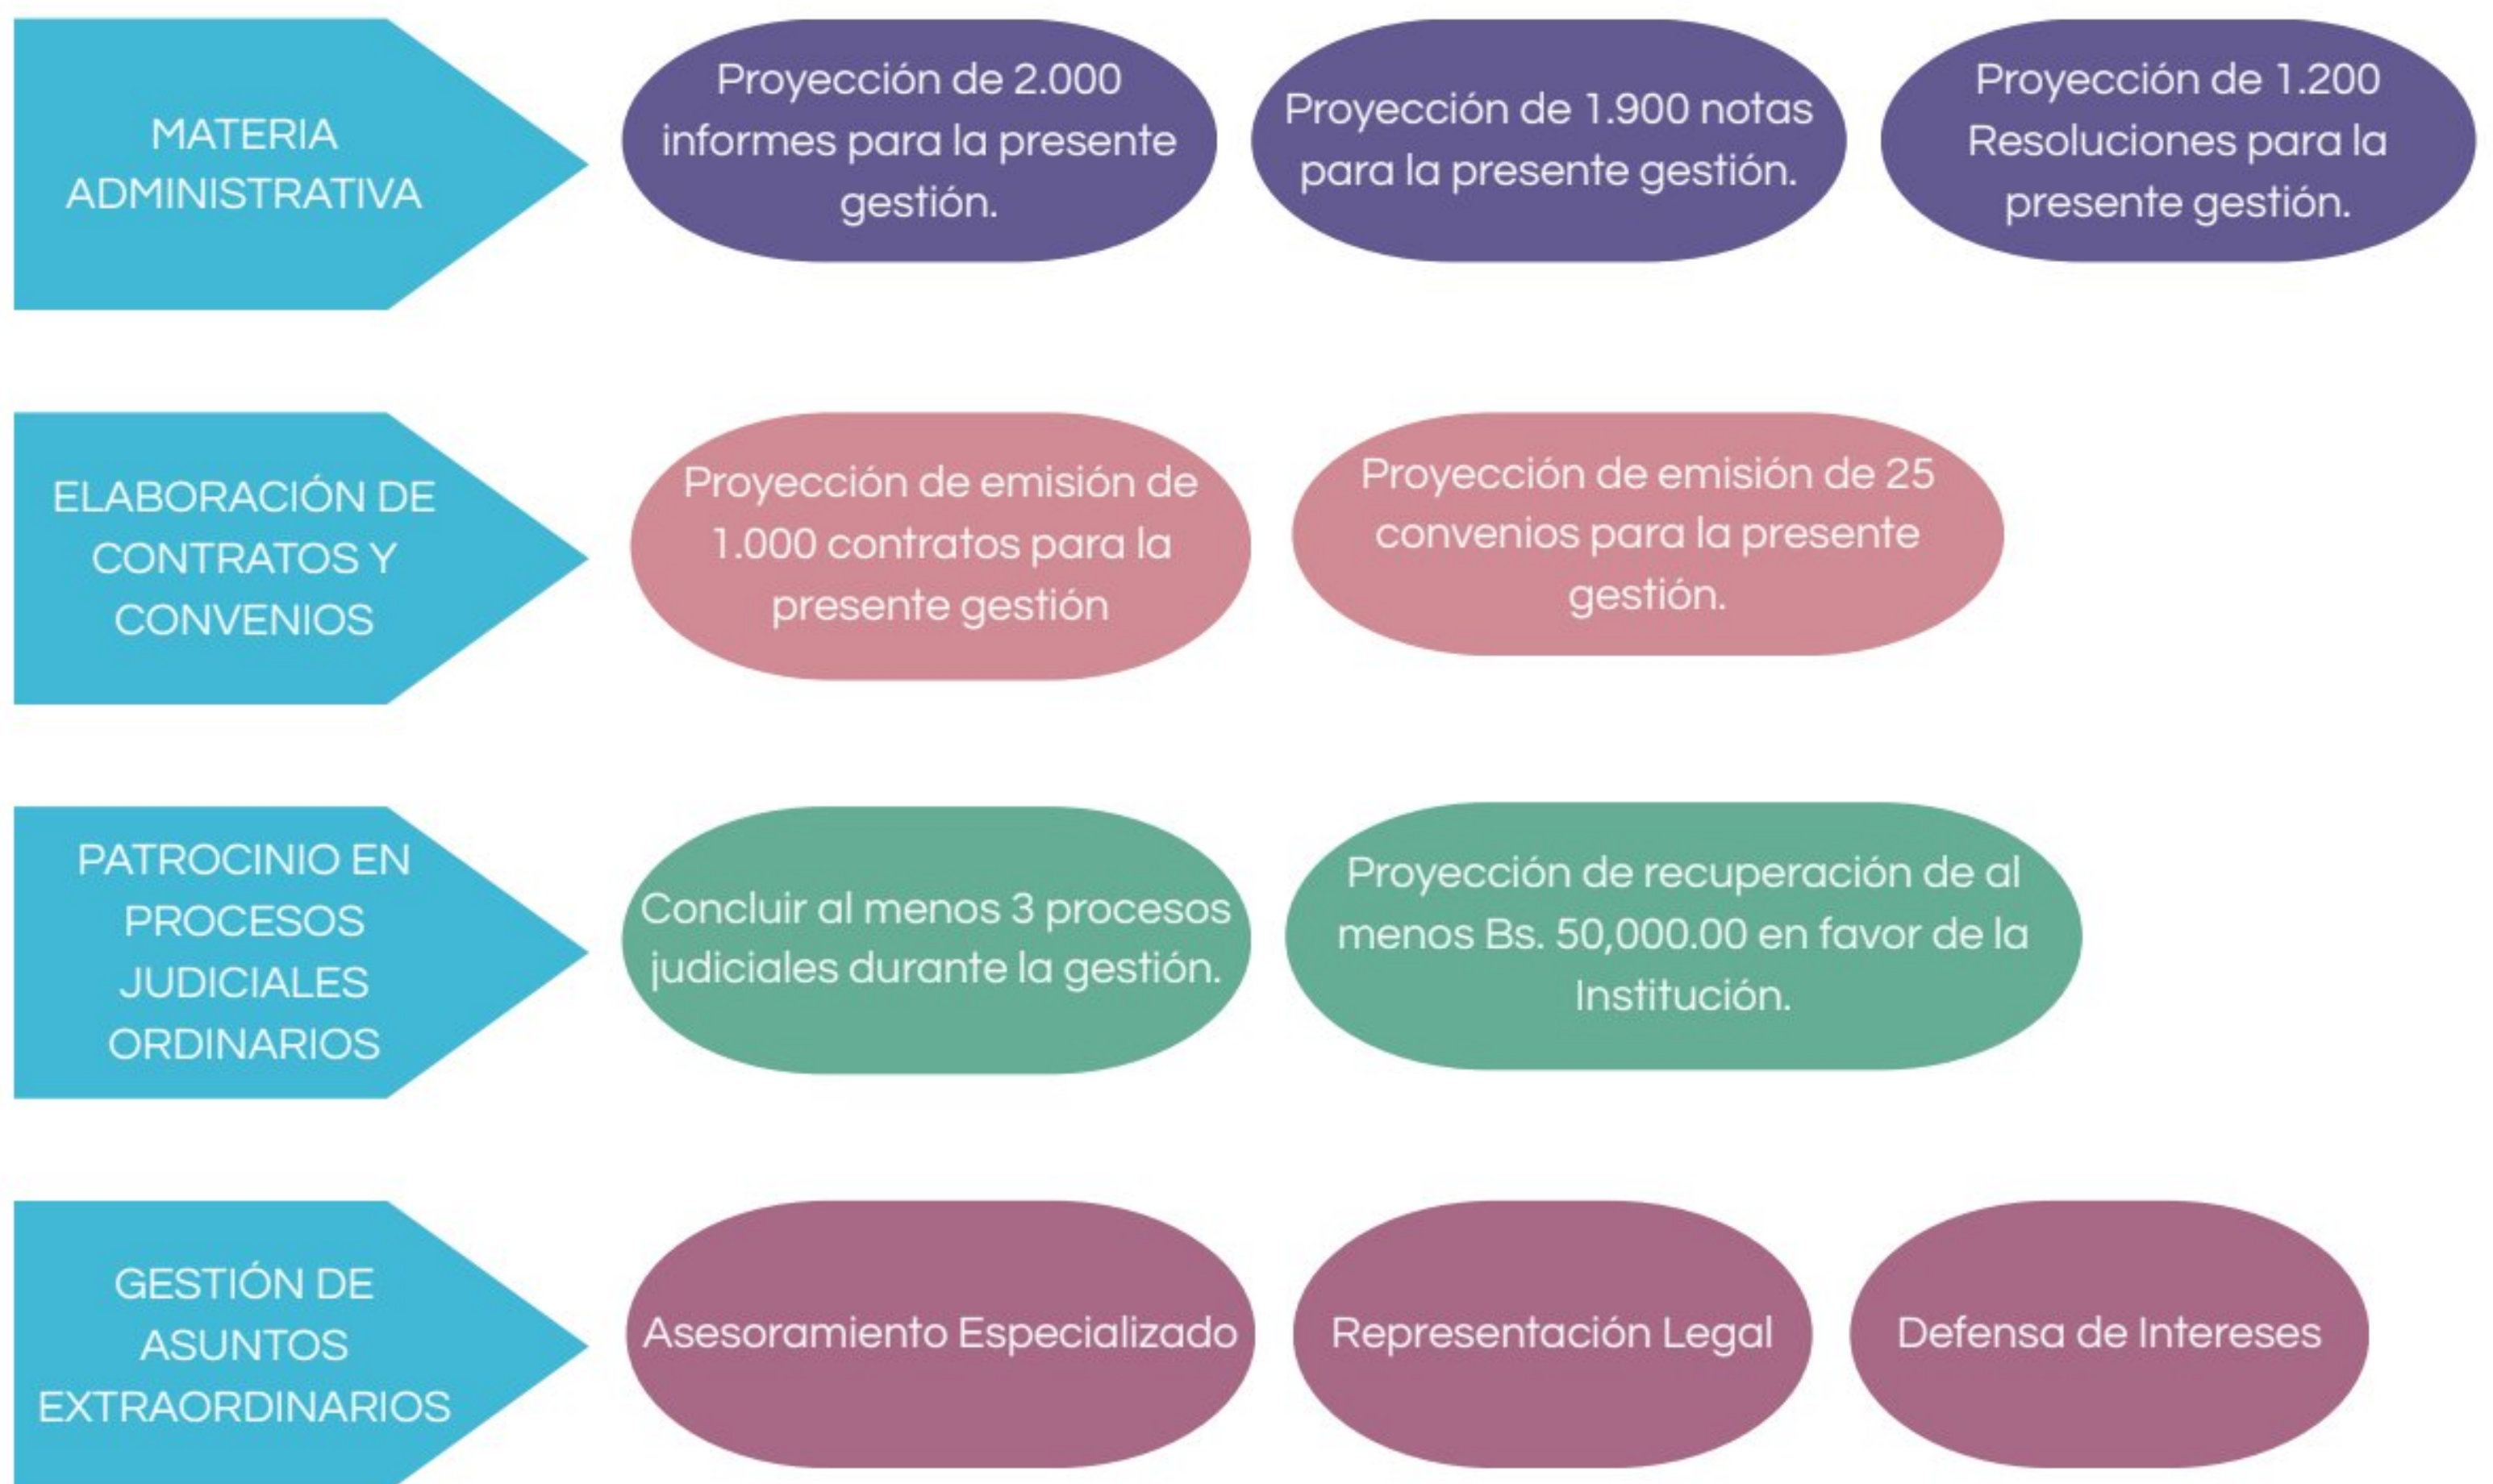 MATERIA
ADMINISTRATIVA
Proyección de 2.000
informes para la presente
gestión.
Proyección de 1.900 notas
para la presente gestión.
Proyección de 1.200
Resoluciones para la
presente gestión.
ELABORACIÓN DE
CONTRATOS Y
CONVENIOS
Proyección de emisión de
1.000 contratos para la
presente gestión
Proyección de emisión de 25
convenios para la presente
gestión.
PATROCINIO EN
PROCESOS
JUDICIALES
ORDINARIOS
Concluir al menos 3 procesos
judiciales durante la gestión.
Proyección de recuperación de al
menos Bs. 50,000.00 en favor de la
Institución.
GESTIÓN DE
ASUNTOS
EXTRAORDINARIOS
Asesoramiento Especializado
Representación Legal
Defensa de Intereses